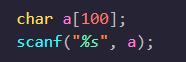 char a[100];
scanf("%s", a);